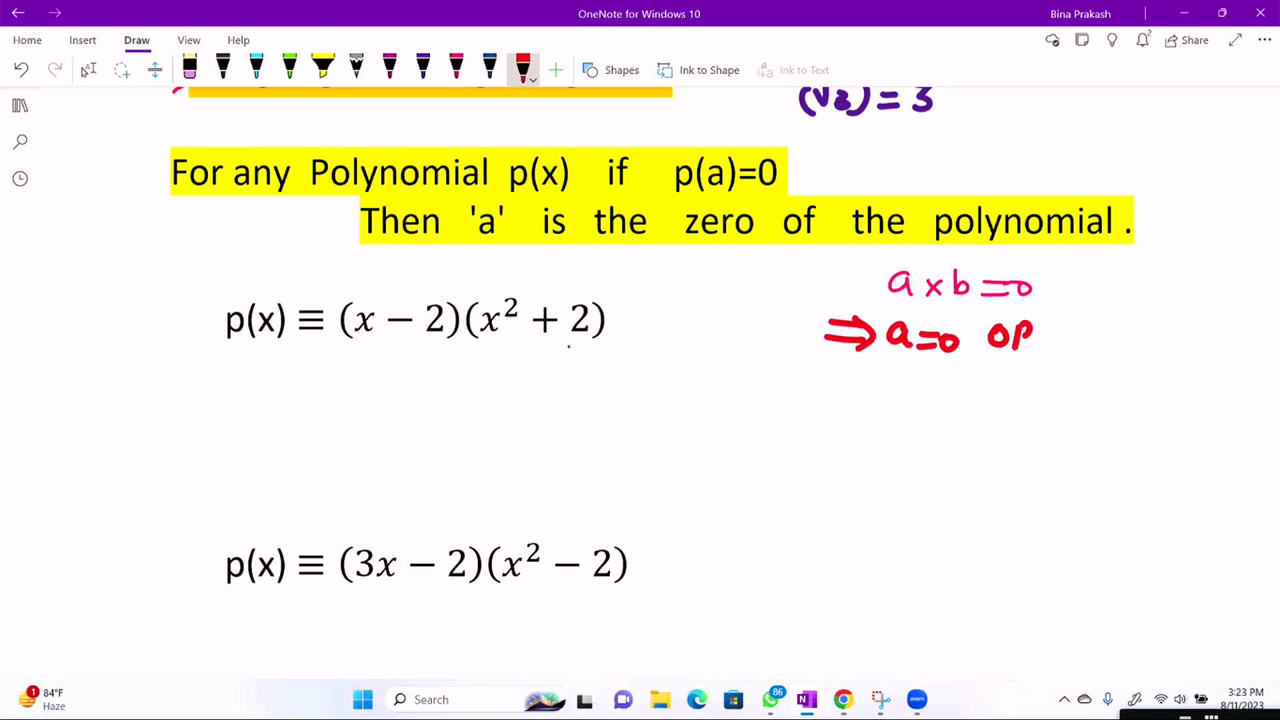 OneNote for Windows 10
Bina Prakash
Home Insert Draw View Help
Share
Shapes Ink to Shape Ink to Text
= 3
For any Polynomial p(x) if p(a)=0
Then 'a' is the zero of the polynomial .
a × b = 0
p(x) ≡ (x − 2)(x² + 2)
⇒ a = 0 or
p(x) ≡ (3x − 2)(x² − 2)
1
84°F
Haze
Search
86
3:23 PM
8/11/2023